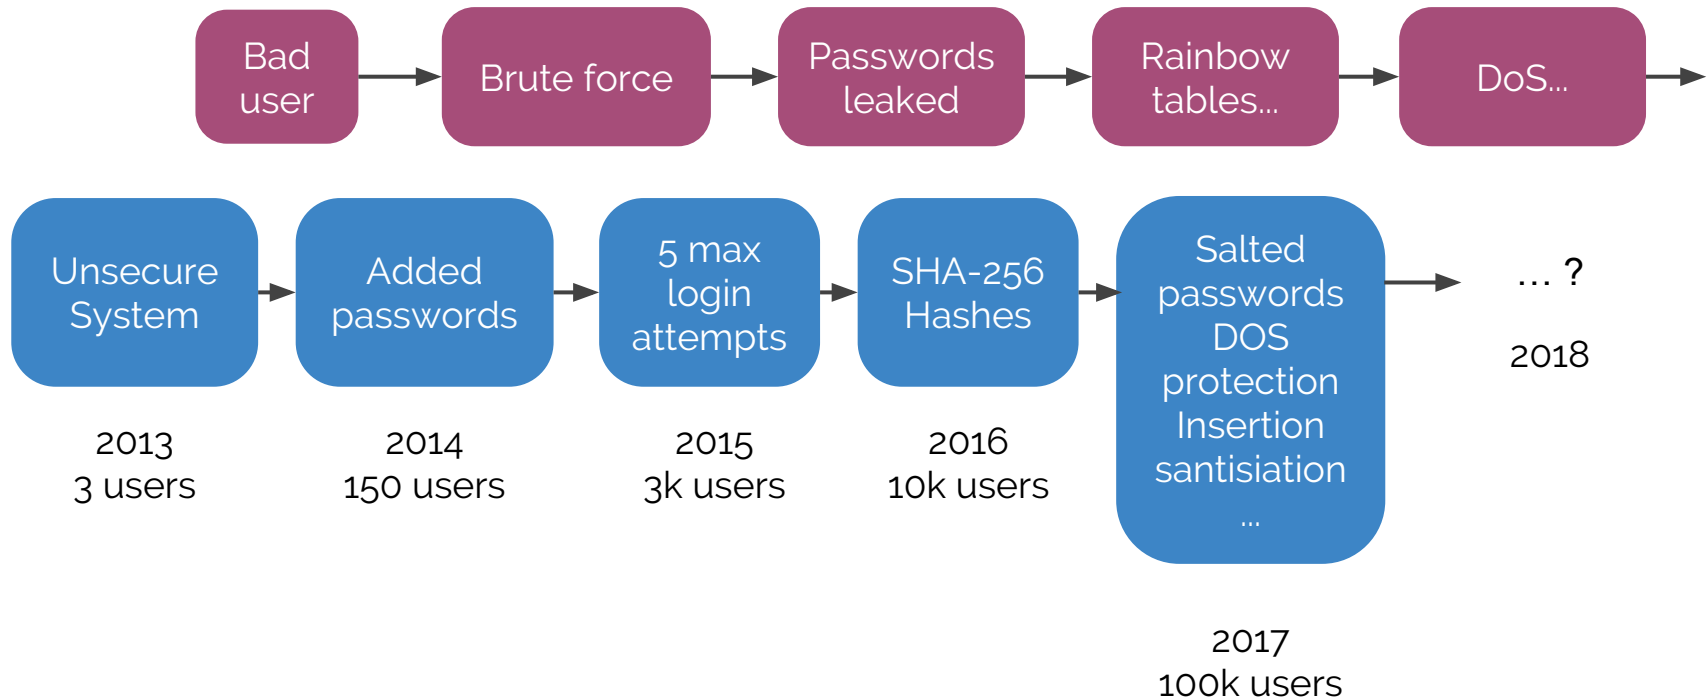 Bad
user
Brute force
Passwords
leaked
Rainbow
tables...
DoS...
Unsecure
System
Added
passwords
5 max
login
attempts
SHA-256
Hashes
Salted
passwords
DOS
protection
Insertion
santisiation
...
... ?
2018
2013
3 users
2014
150 users
2015
3k users
2016
10k users
2017
100k users